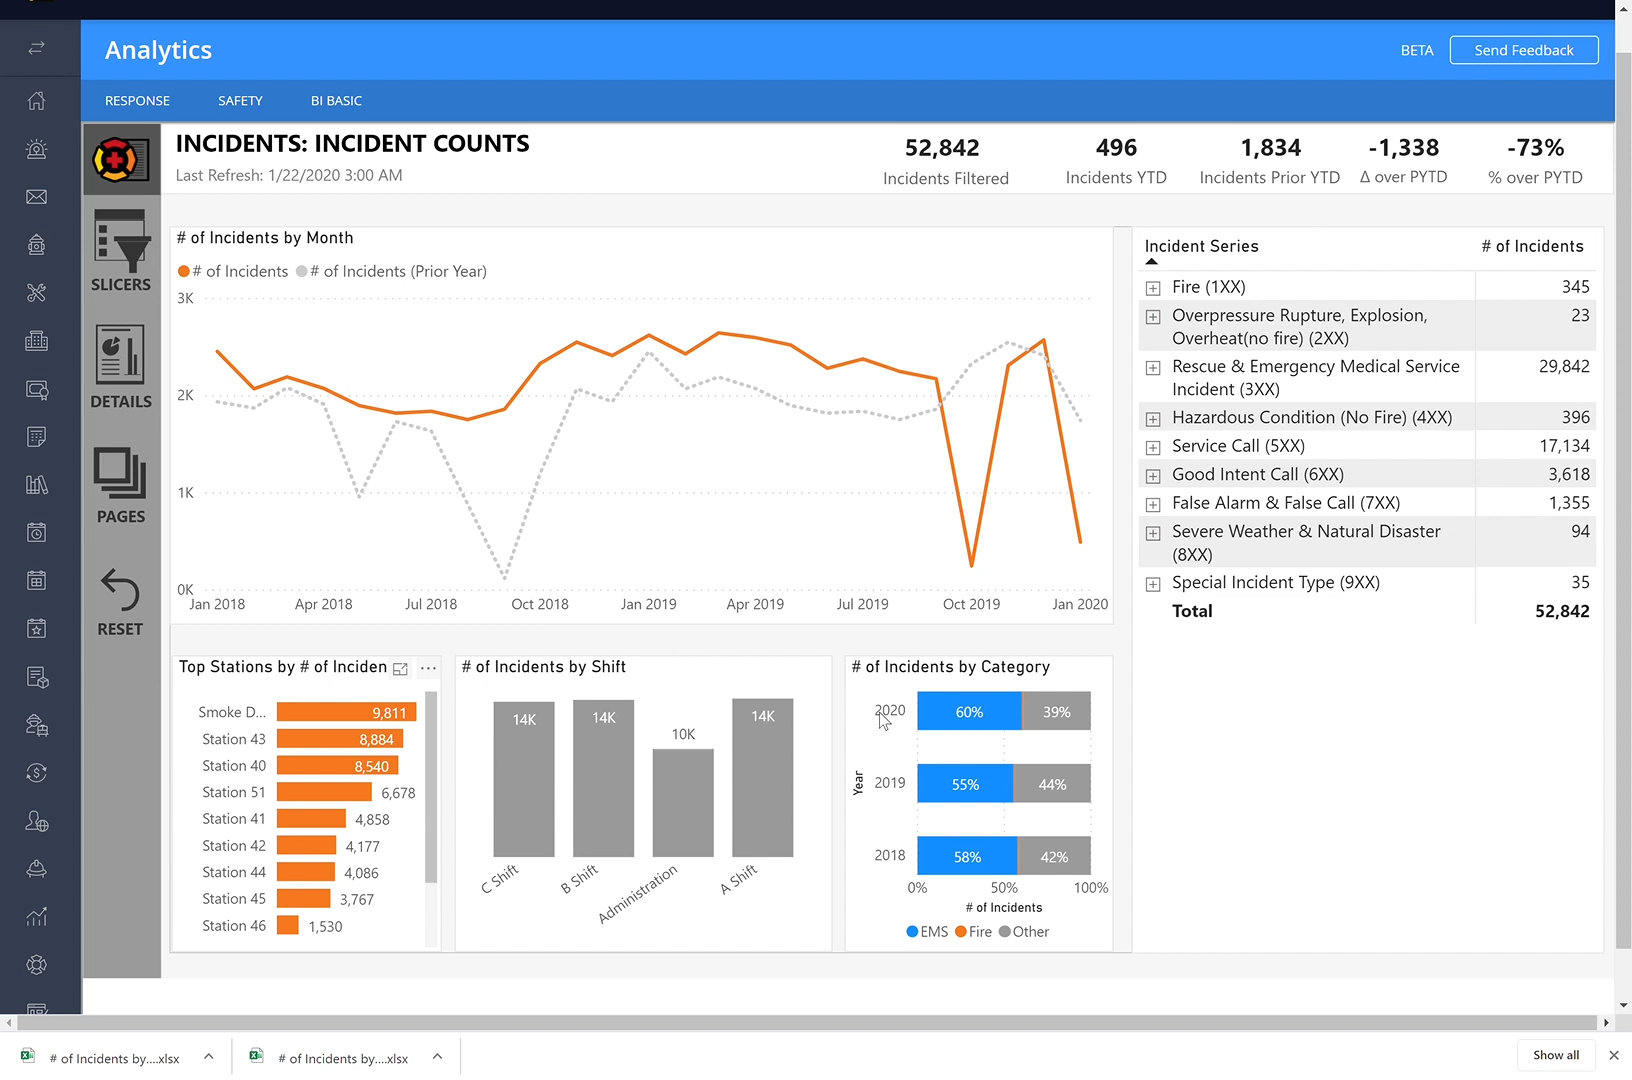 Analytics
BETA
Send Feedback
RESPONSE
SAFETY
BI BASIC
INCIDENTS: INCIDENT COUNTS
Last Refresh: 1/22/2020 3:00 AM
52,842
Incidents Filtered
496
Incidents YTD
1,834
Incidents Prior YTD
-1,338
Δ over PYTD
-73%
% over PYTD
SLICERS
DETAILS
PAGES
RESET
# of Incidents by Month
# of Incidents
# of Incidents (Prior Year)
3K
2K
1K
0K
Jan 2018
Apr 2018
Jul 2018
Oct 2018
Jan 2019
Apr 2019
Jul 2019
Oct 2019
Jan 2020
Incident Series
# of Incidents
Fire (1XX)
345
Overpressure Rupture, Explosion,
Overheat(no fire) (2XX)
23
Rescue & Emergency Medical Service
Incident (3XX)
29,842
Hazardous Condition (No Fire) (4XX)
396
Service Call (5XX)
17,134
Good Intent Call (6XX)
3,618
False Alarm & False Call (7XX)
1,355
Severe Weather & Natural Disaster
(8XX)
94
Special Incident Type (9XX)
35
Total
52,842
Top Stations by # of Inciden
...
Smoke D...
9,811
Station 43
8,884
Station 40
8,540
Station 51
6,678
Station 41
4,858
Station 42
4,177
Station 44
4,086
Station 45
3,767
Station 46
1,530
# of Incidents by Shift
14K
14K
10K
14K
C Shift
B Shift
Administration
A Shift
# of Incidents by Category
Year
2020
60%
39%
2019
55%
44%
2018
58%
42%
0%
50%
100%
# of Incidents
EMS
Fire
Other
# of Incidents by....xlsx
# of Incidents by....xlsx
Show all